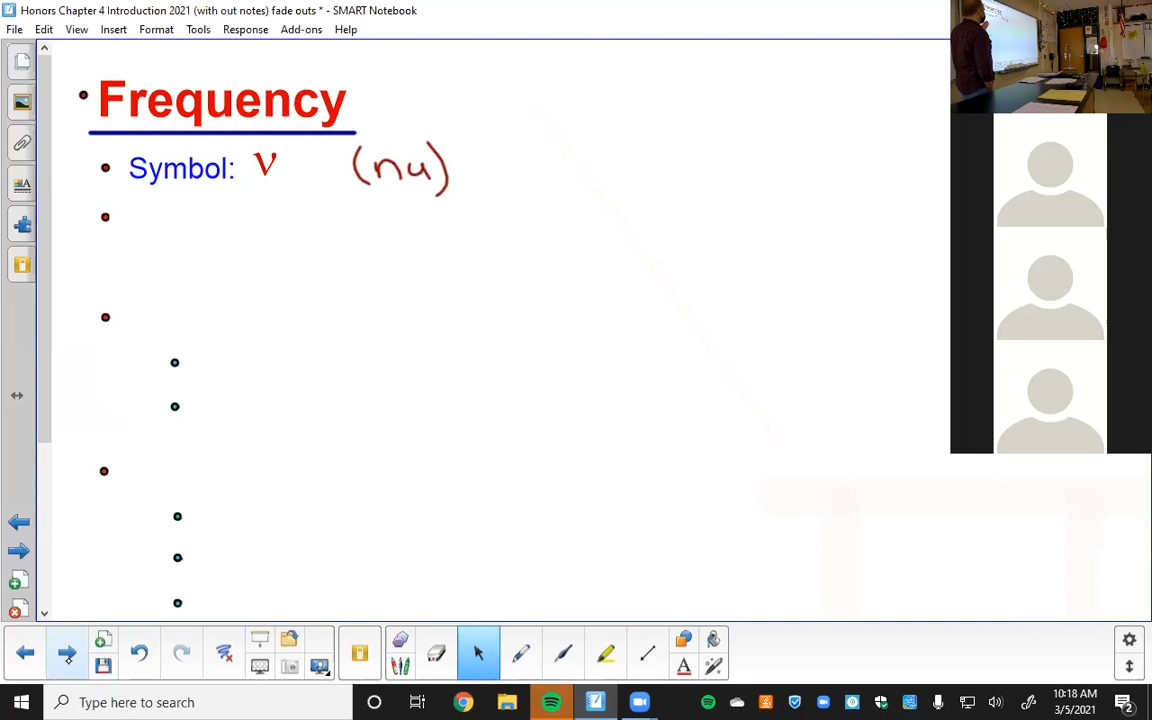 Honors Chapter 4 Introduction 2021 (with out notes) fade outs * - SMART Notebook
File Edit View Insert Format Tools Response Add-ons Help
Frequency
Symbol: ν (nu)
Type here to search
10:18 AM
3/5/2021
2